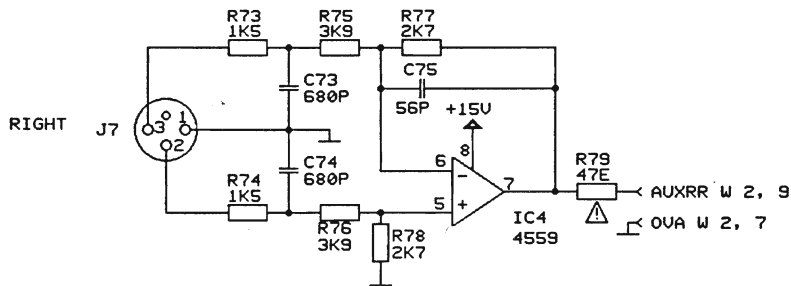 R73
1K5
R75
3K9
R77
2K7
C73
680P
C75
56P
+15V
RIGHT
J7
3
1
2
8
6
-
7
R79
47E
AUXRR W 2, 9
C74
680P
R74
1K5
5
+
IC4
4559
0VA W 2, 7
R76
3K9
R78
2K7